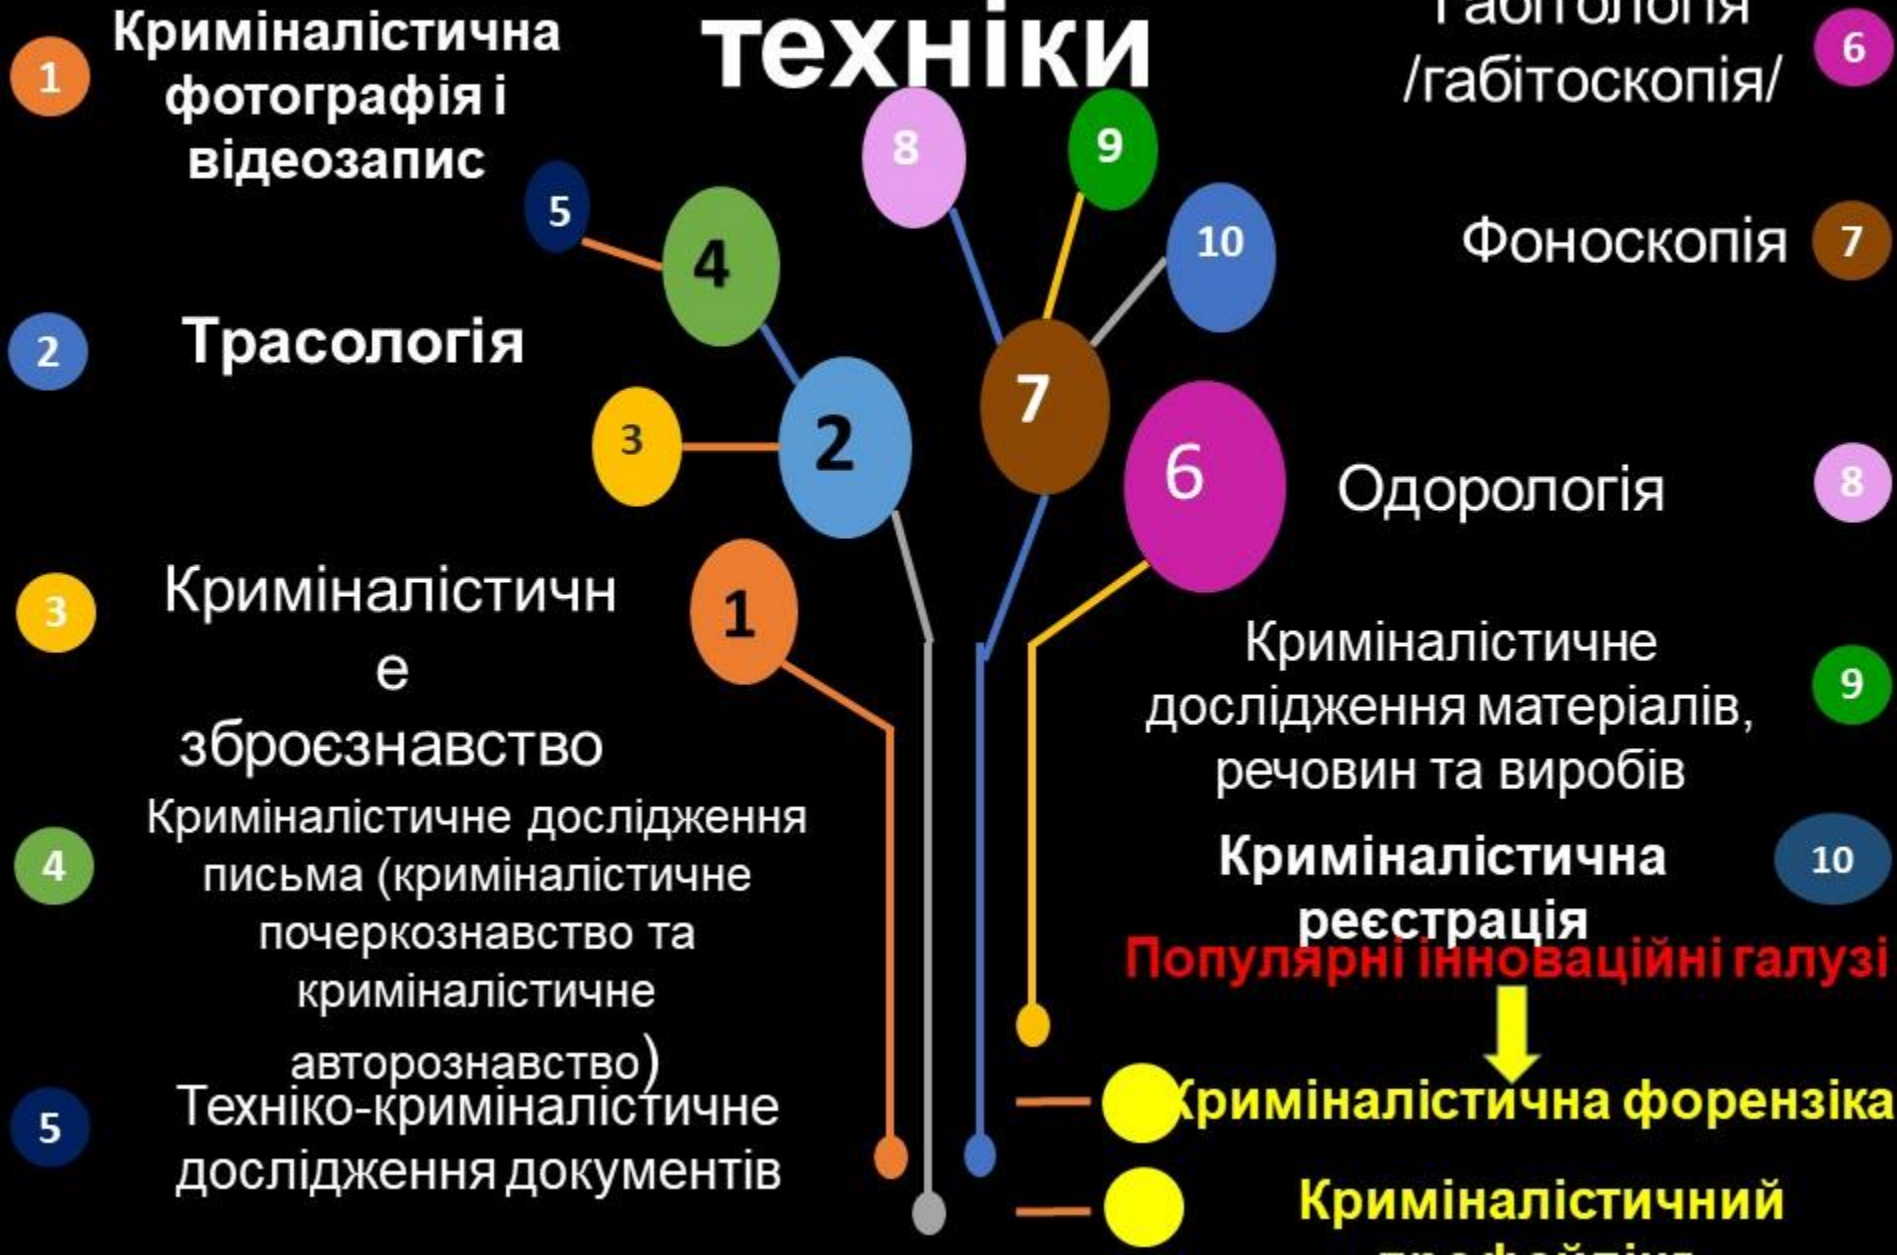 техніки
1
Криміналістична
фотографія і
відеозапис
2
Трасологія
3
Криміналістичн
е
зброєзнавство
4
Криміналістичне дослідження
письма (криміналістичне
почеркознавство та
криміналістичне
авторознавство)
5
Техніко-криміналістичне
дослідження документів
5
4
3
2
1
8
9
10
7
6
Габітологія
/габітоскопія/
6
Фоноскопія
7
Одорологія
8
Криміналістичне
дослідження матеріалів,
речовин та виробів
9
Криміналістична
реєстрація
10
Популярні інноваційні галузі
Криміналістична форензіка
Криміналістичний